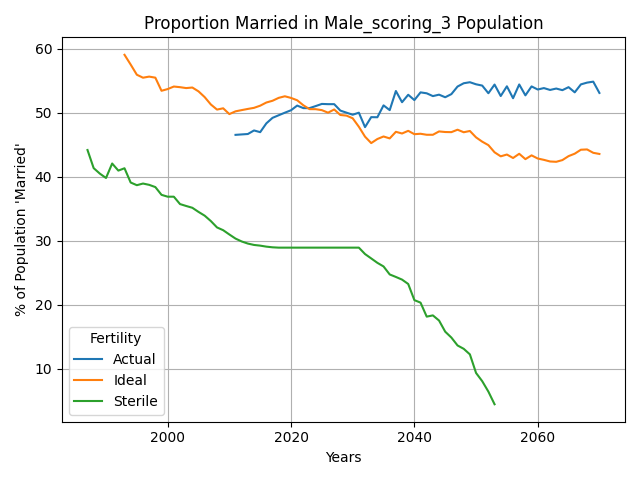 Proportion Married in Male_scoring_3 Population
% of Population 'Married'
60
50
40
30
20
10
Fertility
Actual
Ideal
Sterile
2000 2020 2040 2060
Years